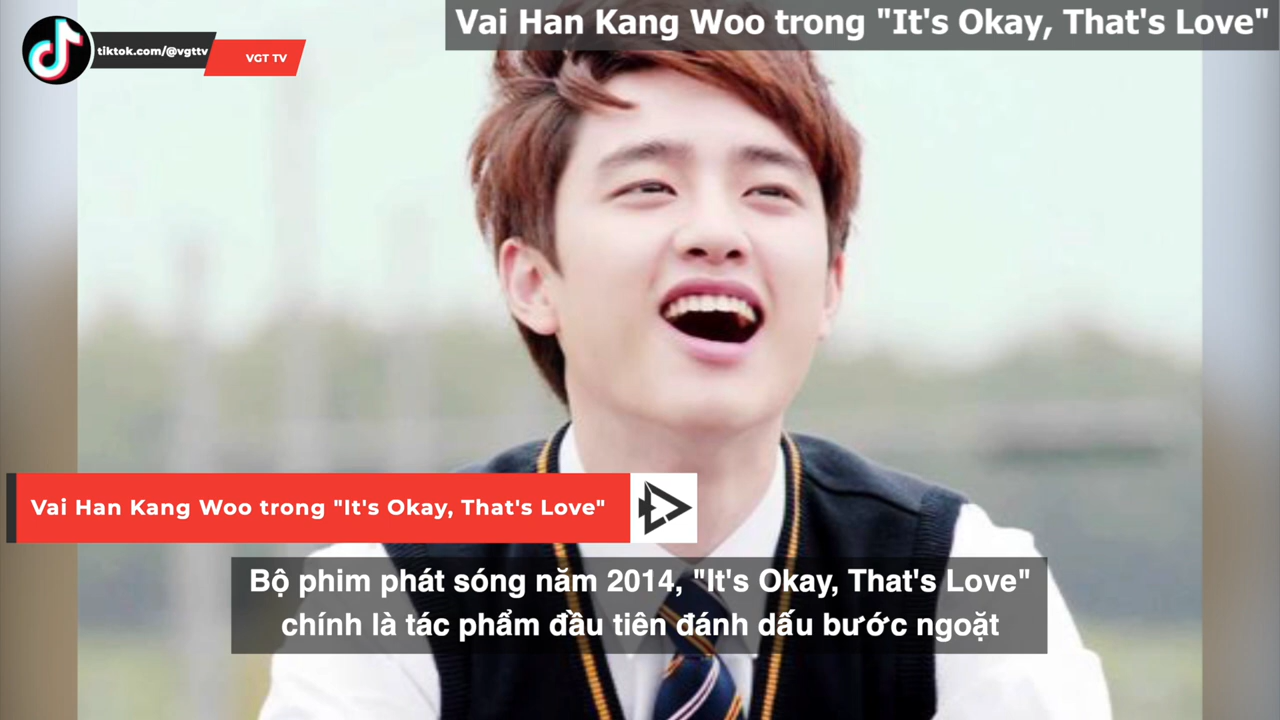 Vai Han Kang Woo trong "It's Okay, That's Love"
tiktok.com/@vgttv
VGT TV
Vai Han Kang Woo trong "It's Okay, That's Love"
Bộ phim phát sóng năm 2014, "It's Okay, That's Love"
chính là tác phẩm đầu tiên đánh dấu bước ngoặt